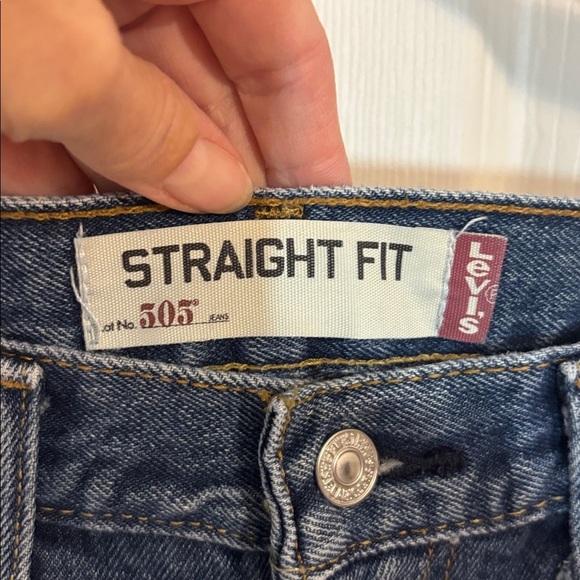 STRAIGHT FIT
Lot No. 505® JEANS
LEVI'S ®